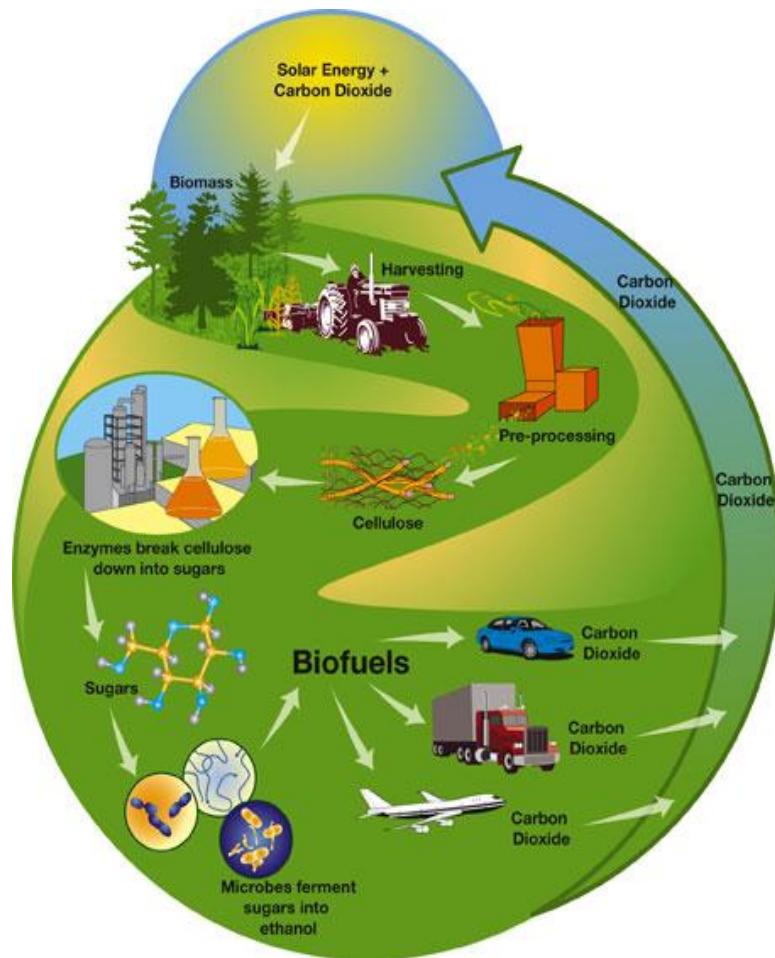 Solar Energy +
Carbon Dioxide
Biomass
Harvesting
Carbon
Dioxide
Pre-processing
Cellulose
Carbon
Dioxide
Enzymes break cellulose
down into sugars
Sugars
Biofuels
Carbon
Dioxide
Carbon
Dioxide
Carbon
Dioxide
Microbes ferment
sugars into
ethanol